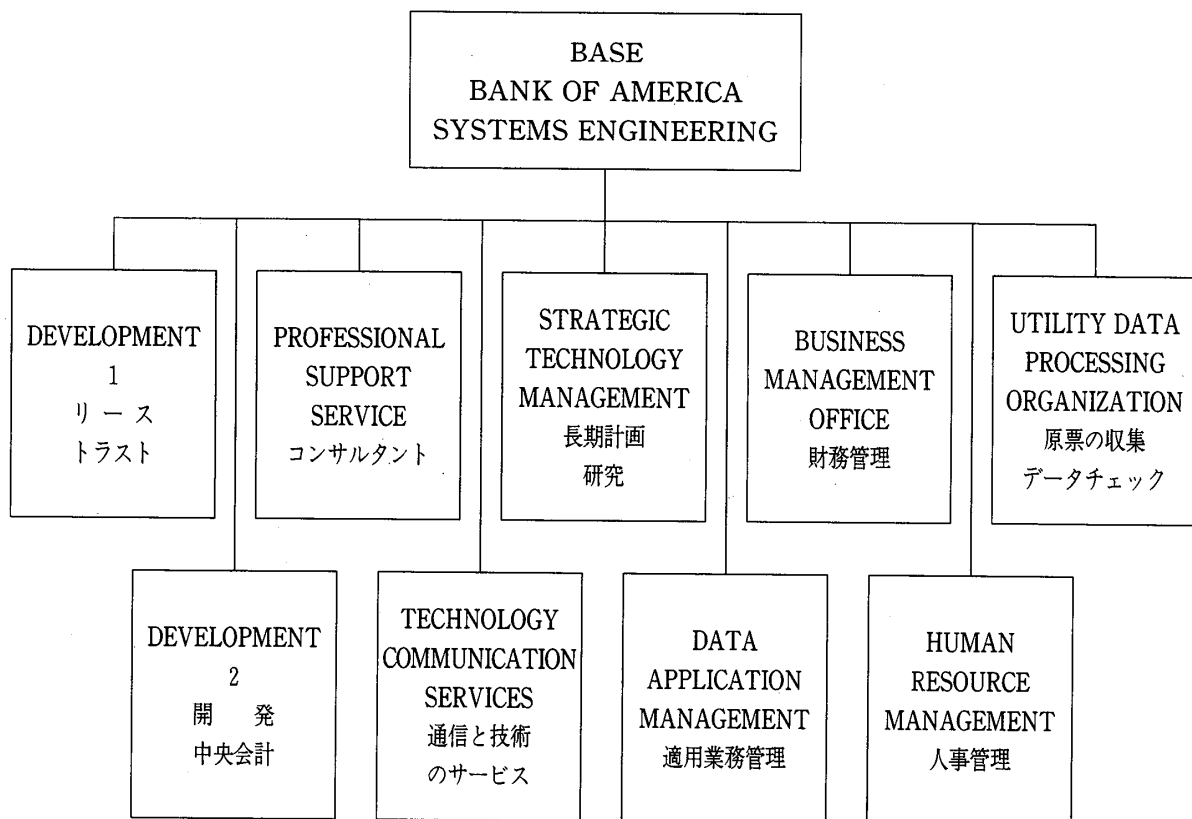 BASE
BANK OF AMERICA
SYSTEMS ENGINEERING
DEVELOPMENT
1
リース
トラスト
PROFESSIONAL
SUPPORT
SERVICE
コンサルタント
STRATEGIC
TECHNOLOGY
MANAGEMENT
長期計画
研究
BUSINESS
MANAGEMENT
OFFICE
財務管理
UTILITY DATA
PROCESSING
ORGANIZATION
原票の収集
データチェック
DEVELOPMENT
2
開 発
中央会計
TECHNOLOGY
COMMUNICATION
SERVICES
通信と技術
のサービス
DATA
APPLICATION
MANAGEMENT
適用業務管理
HUMAN
RESOURCE
MANAGEMENT
人事管理